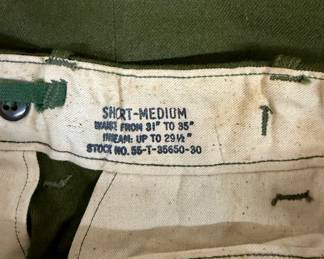 SHORT-MEDIUM
WAIST FROM 31" TO 35"
INSEAM: UP TO 29½"
STOCK NO. 55-T-35650-30